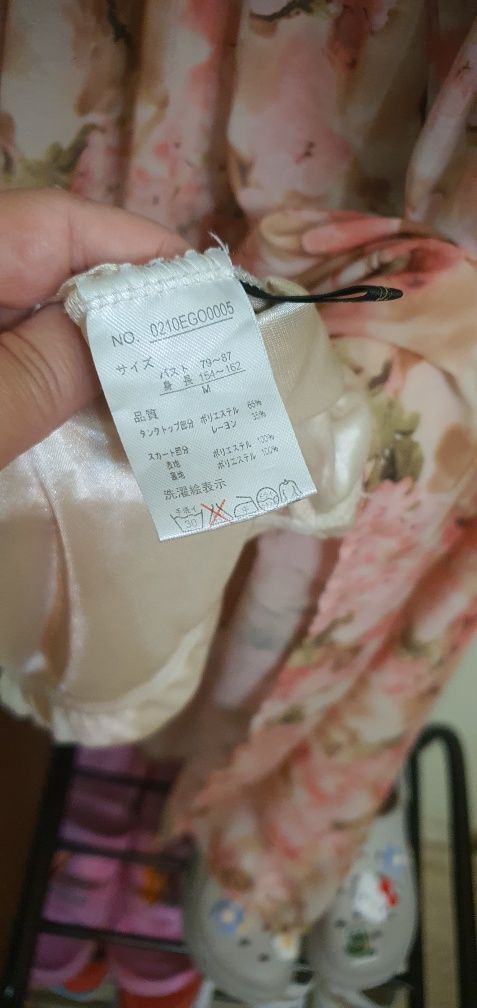 NO. 0210EGO0005
サイズ バスト 79〜87
身長 154〜162
M
品質
タンクトップ部分 ポリエステル 65%
レーヨン 35%
スカート部分
表地 ポリエステル 100%
裏地 ポリエステル 100%
洗濯絵表示
手洗イ
30